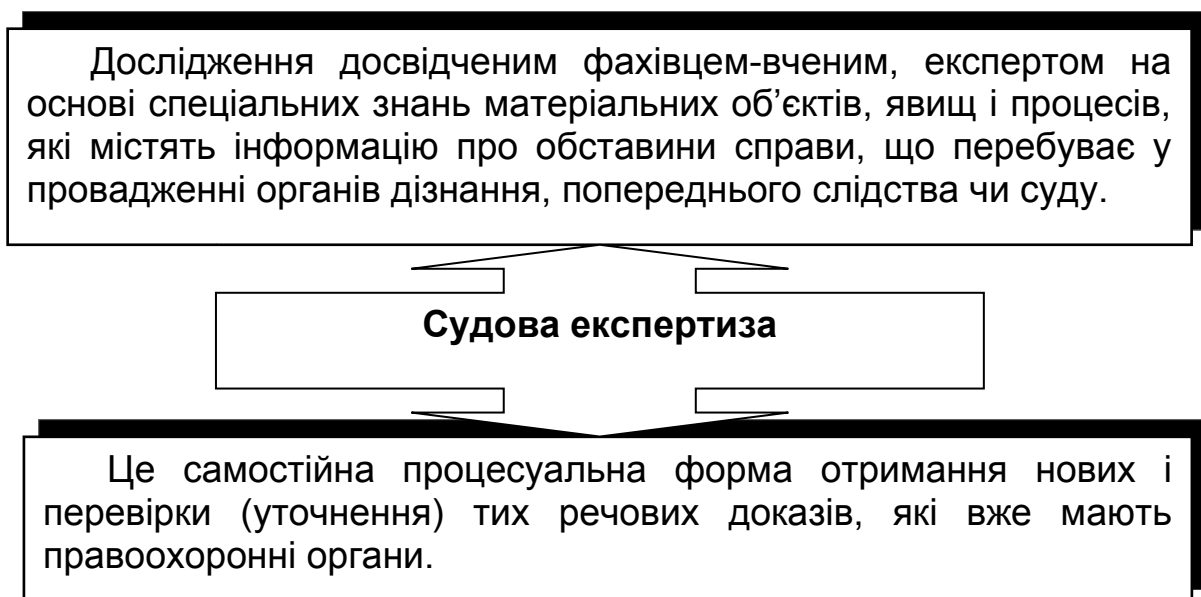 Дослідження досвідченим фахівцем-вченим, експертом на
основі спеціальних знань матеріальних об’єктів, явищ і процесів,
які містять інформацію про обставини справи, що перебуває у
провадженні органів дізнання, попереднього слідства чи суду.
Судова експертиза
Це самостійна процесуальна форма отримання нових і
перевірки (уточнення) тих речових доказів, які вже мають
правоохоронні органи.